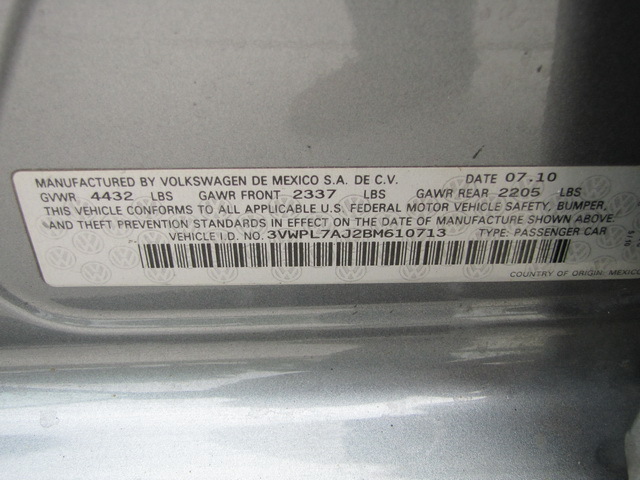 MANUFACTURED BY VOLKSWAGEN DE MEXICO S.A. DE C.V. DATE 07.10
GVWR 4432 LBS GAWR FRONT 2337 LBS GAWR REAR 2205 LBS
THIS VEHICLE CONFORMS TO ALL APPLICABLE U.S. FEDERAL MOTOR VEHICLE SAFETY, BUMPER,
AND THEFT PREVENTION STANDARDS IN EFFECT ON THE DATE OF MANUFACTURE SHOWN ABOVE.
VEHICLE I.D. NO. 3VWPL7AJ2BM610713 TYPE: PASSENGER CAR
COUNTRY OF ORIGIN: MEXICO